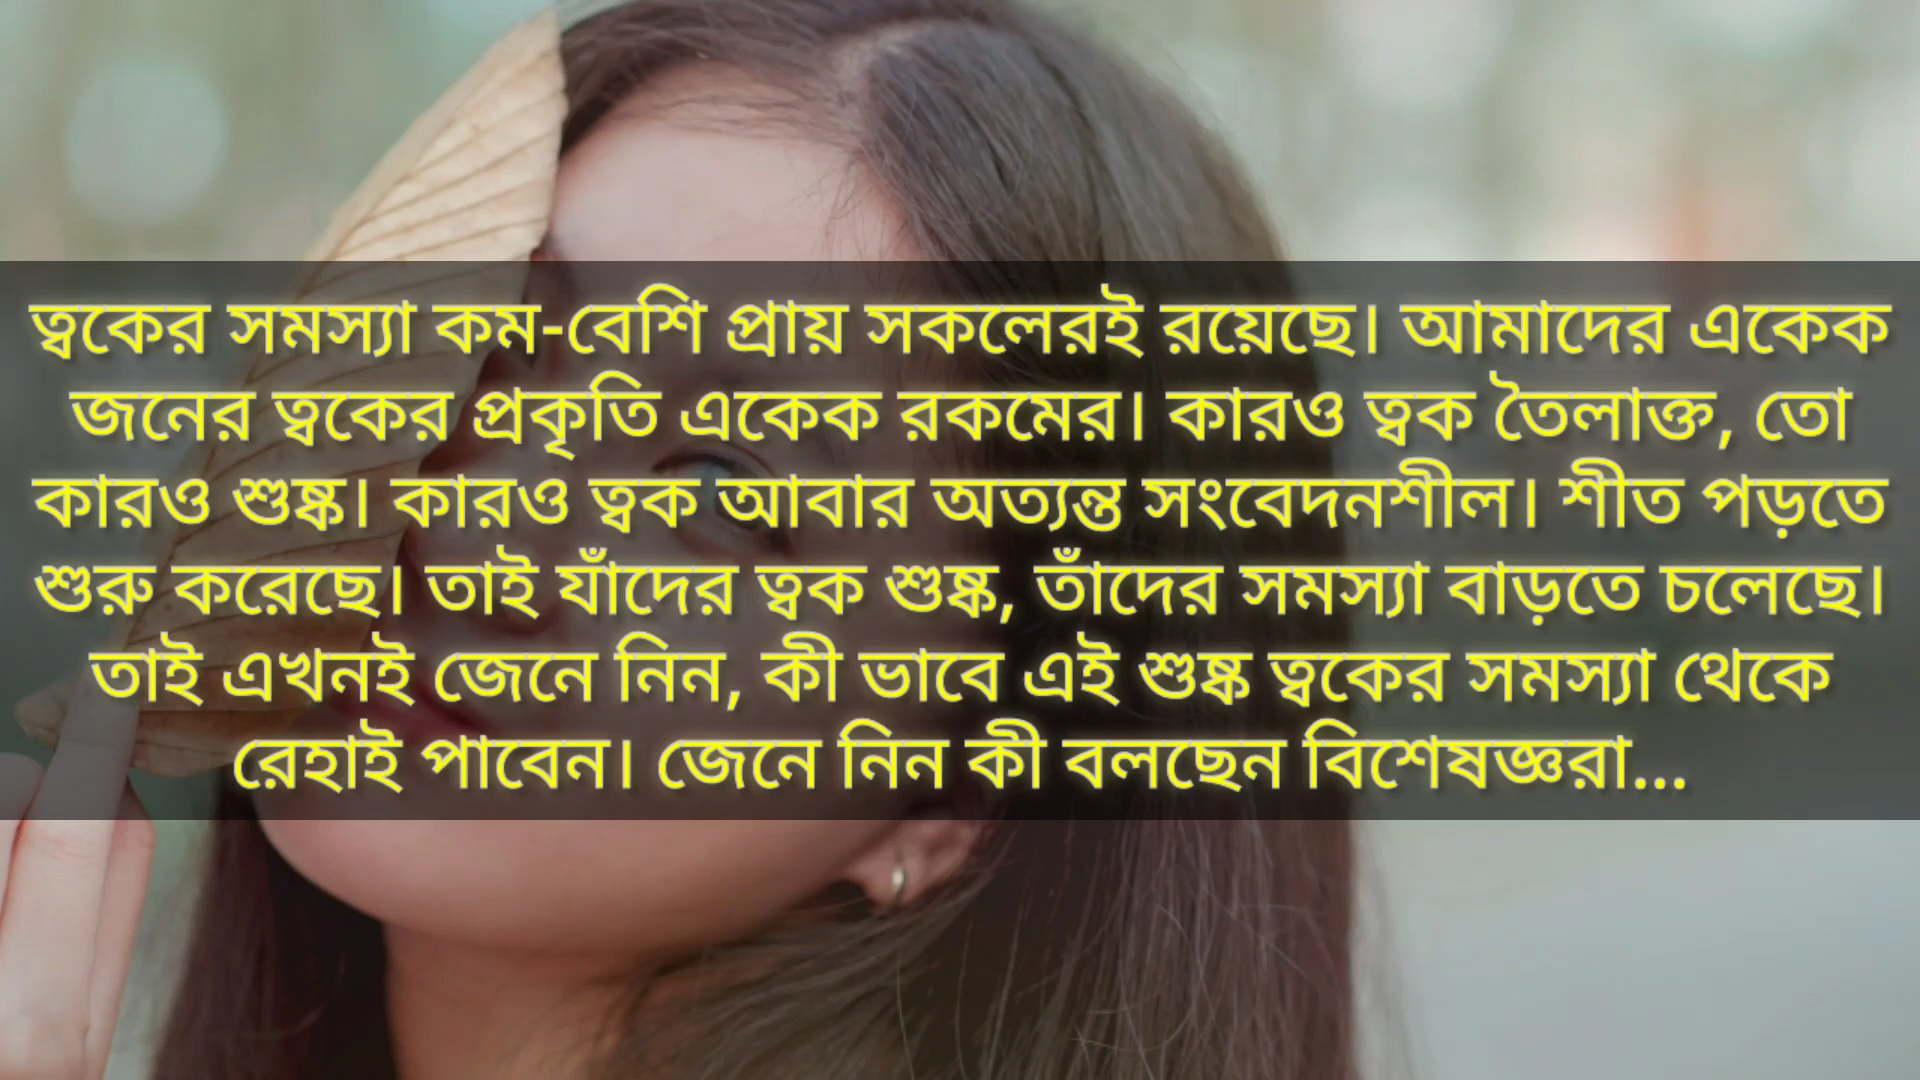 ত্বকের সমস্যা কম-বেশি প্রায় সকলেরই রয়েছে। আমাদের একেক
জনের ত্বকের প্রকৃতি একেক রকমের। কারও ত্বক তৈলাক্ত, তো
কারও শুষ্ক। কারও ত্বক আবার অত্যন্ত সংবেদনশীল। শীত পড়তে
শুরু করেছে। তাই যাঁদের ত্বক শুষ্ক, তাঁদের সমস্যা বাড়তে চলেছে।
তাই এখনই জেনে নিন, কী ভাবে এই শুষ্ক ত্বকের সমস্যা থেকে
রেহাই পাবেন। জেনে নিন কী বলছেন বিশেষজ্ঞরা...